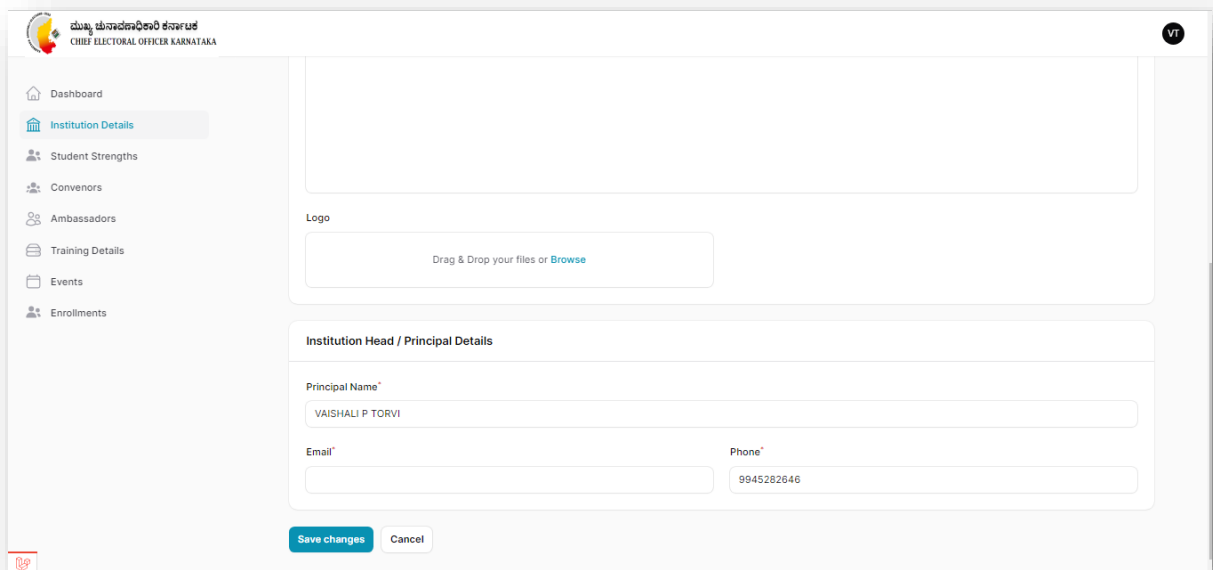 ಮುಖ್ಯ ಚುನಾವಣಾಧಿಕಾರಿ ಕರ್ನಾಟಕ
CHIEF ELECTORAL OFFICER KARNATAKA
VT
Dashboard
Institution Details
Student Strengths
Convenors
Ambassadors
Training Details
Events
Enrollments
Logo
Drag & Drop your files or Browse
Institution Head / Principal Details
Principal Name*
VAISHALI P TORVI
Email* Phone*
9945282646
Save changes Cancel